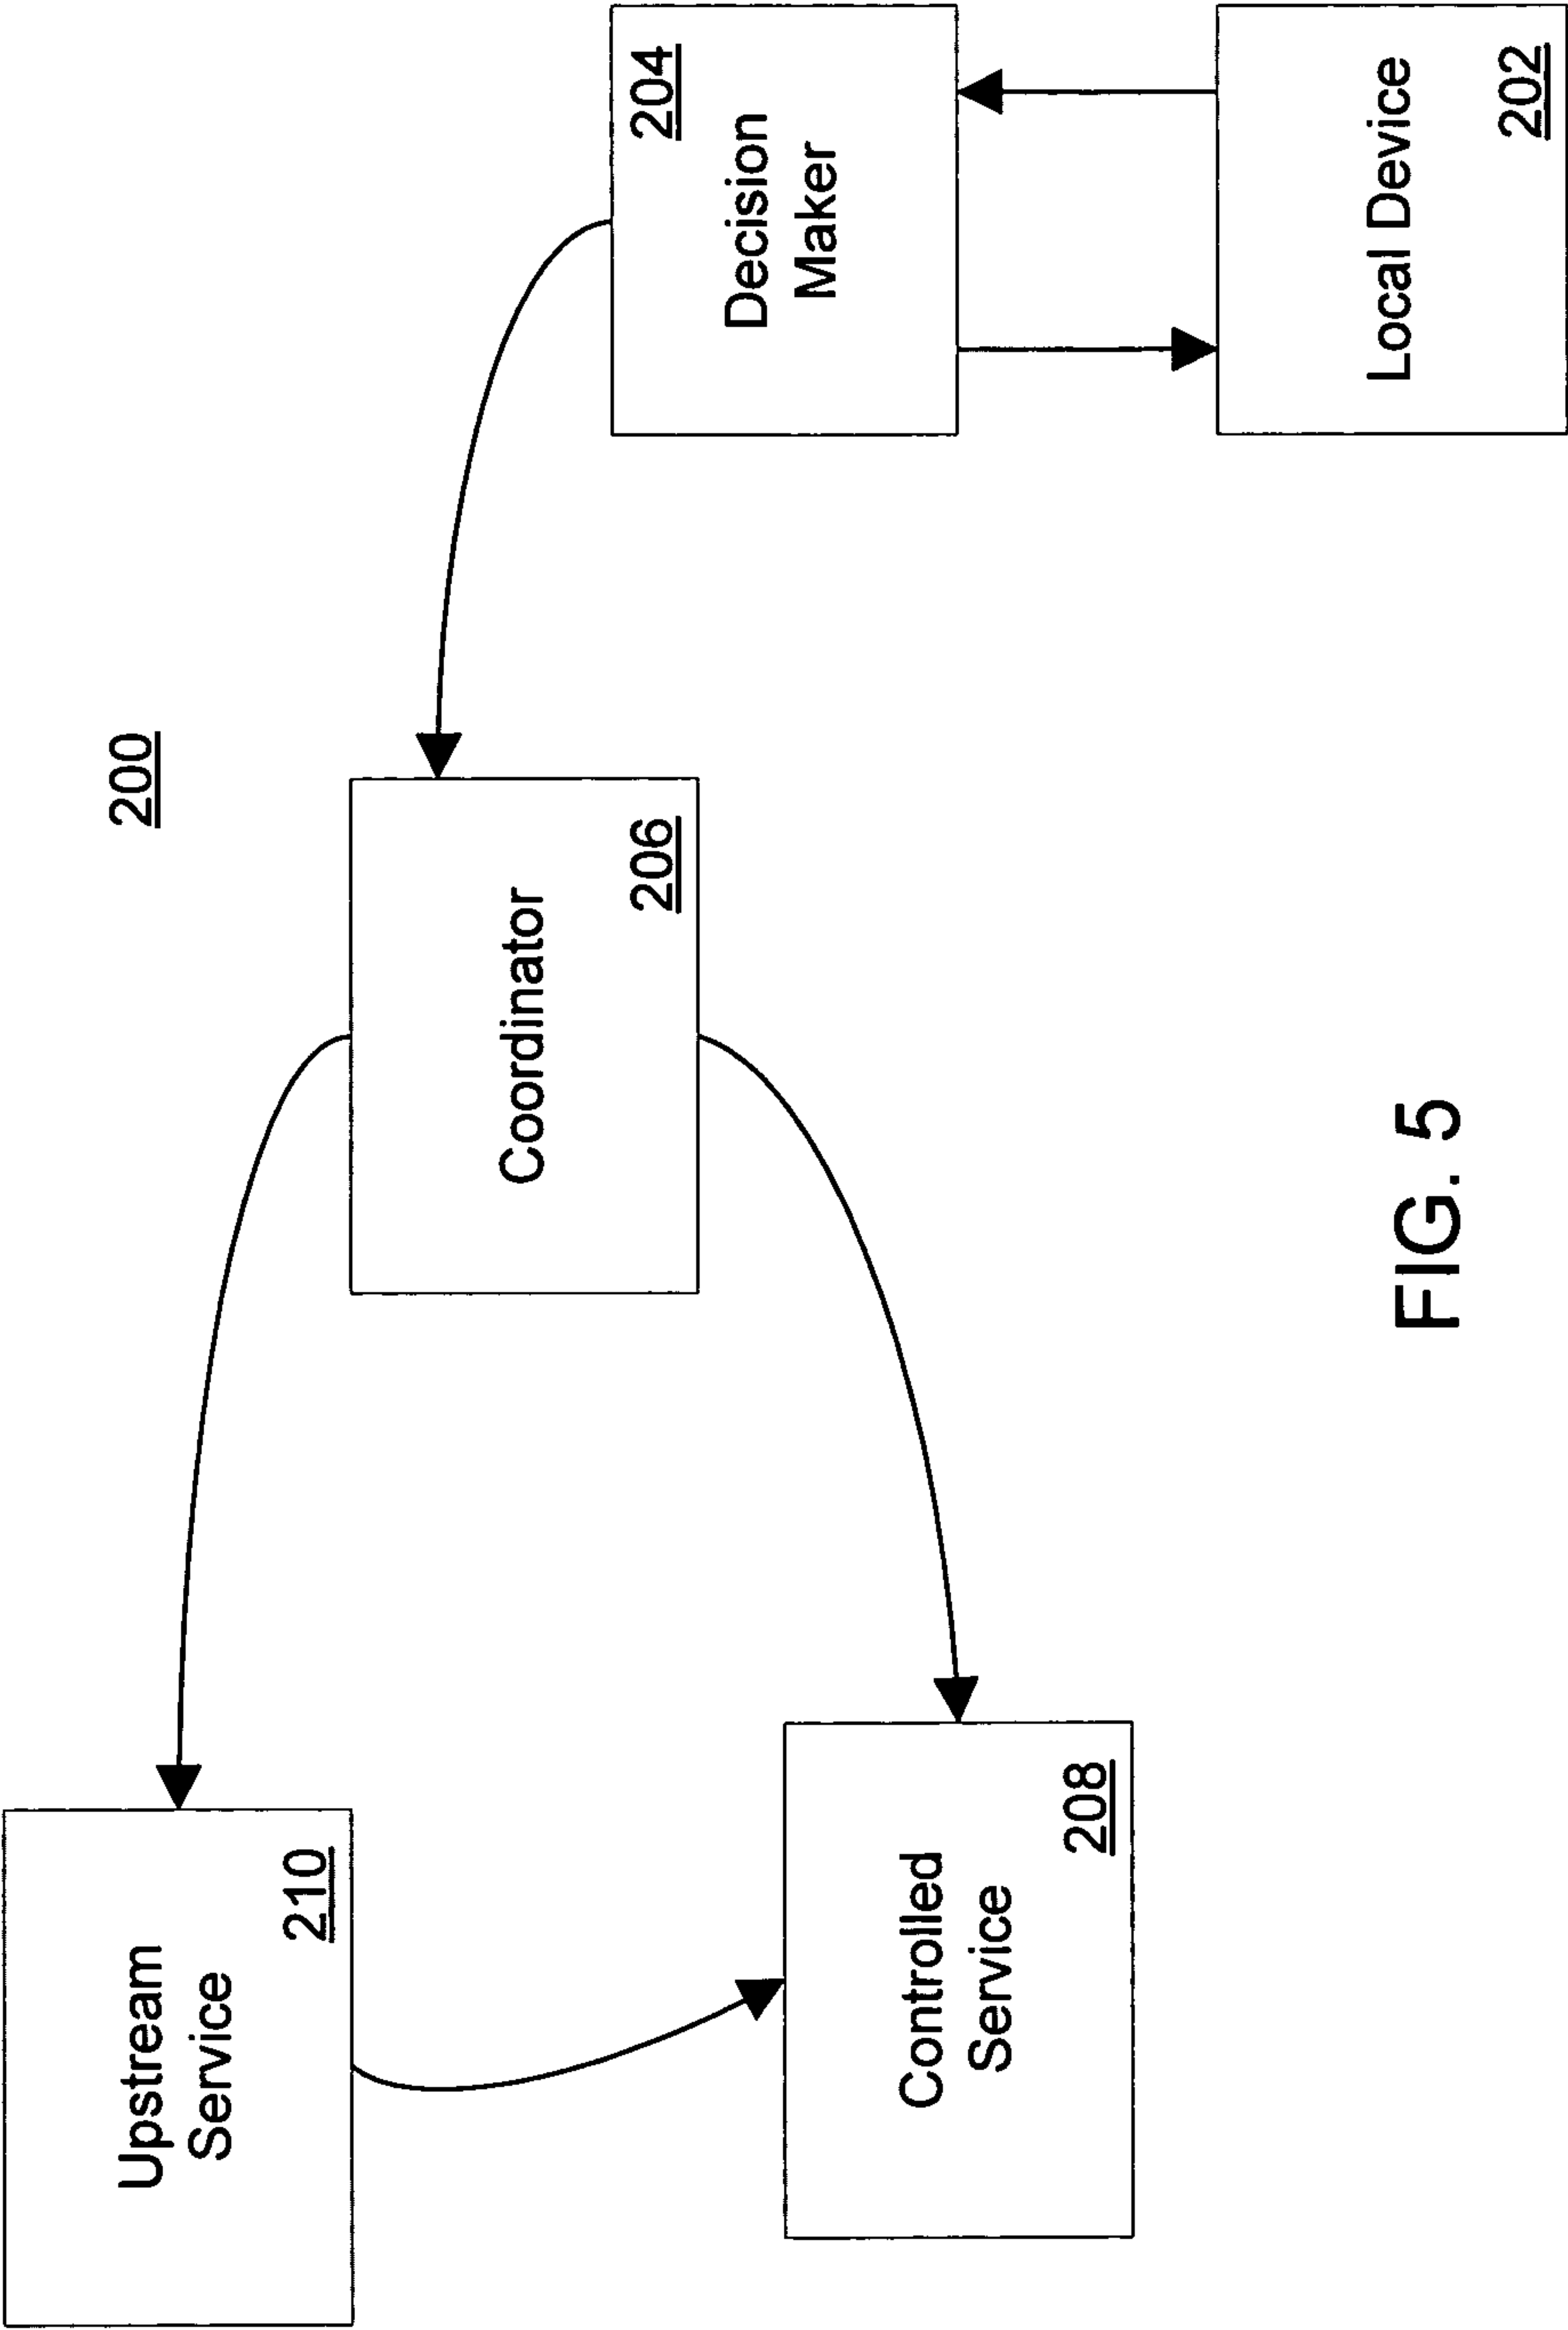 200
Upstream
Service
210
Coordinator
206
204
Decision
Maker
Controlled
Service
208
Local Device
202
FIG. 5